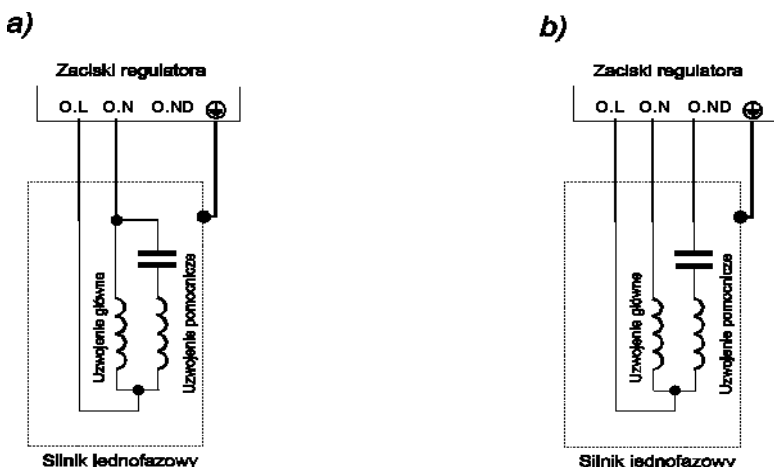 a)
Zaciski regulatora
O.L O.N O.ND
Uzwojenie główne
Uzwojenie pomocnicze
Silnik jednofazowy
b)
Zaciski regulatora
O.L O.N O.ND
Uzwojenie główne
Uzwojenie pomocnicze
Silnik jednofazowy